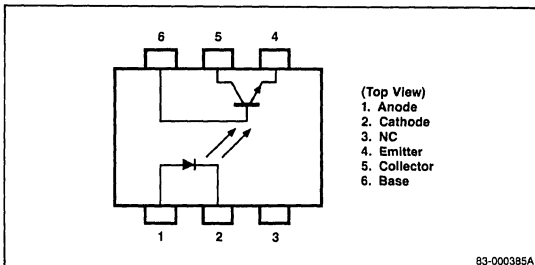 6 5 4
(Top View)
1. Anode
2. Cathode
3. NC
4. Emitter
5. Collector
6. Base
1 2 3
83-000385A